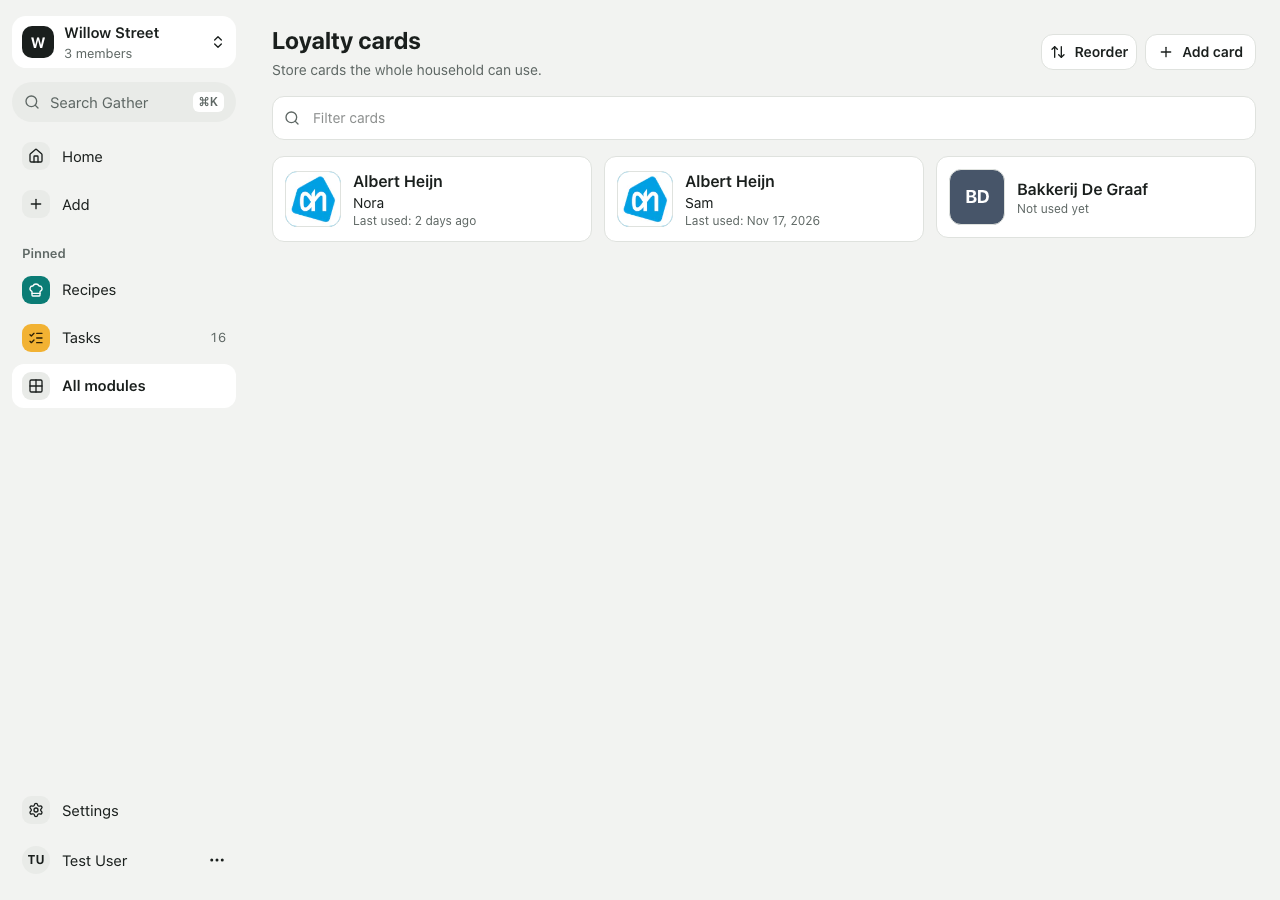 W
Willow Street
3 members
Search Gather
⌘K
Home
Add
Pinned
Recipes
Tasks
16
All modules
Settings
TU
Test User
Loyalty cards
Store cards the whole household can use.
Reorder
Add card
Filter cards
Albert Heijn
Nora
Last used: 2 days ago
Albert Heijn
Sam
Last used: Nov 17, 2026
BD
Bakkerij De Graaf
Not used yet